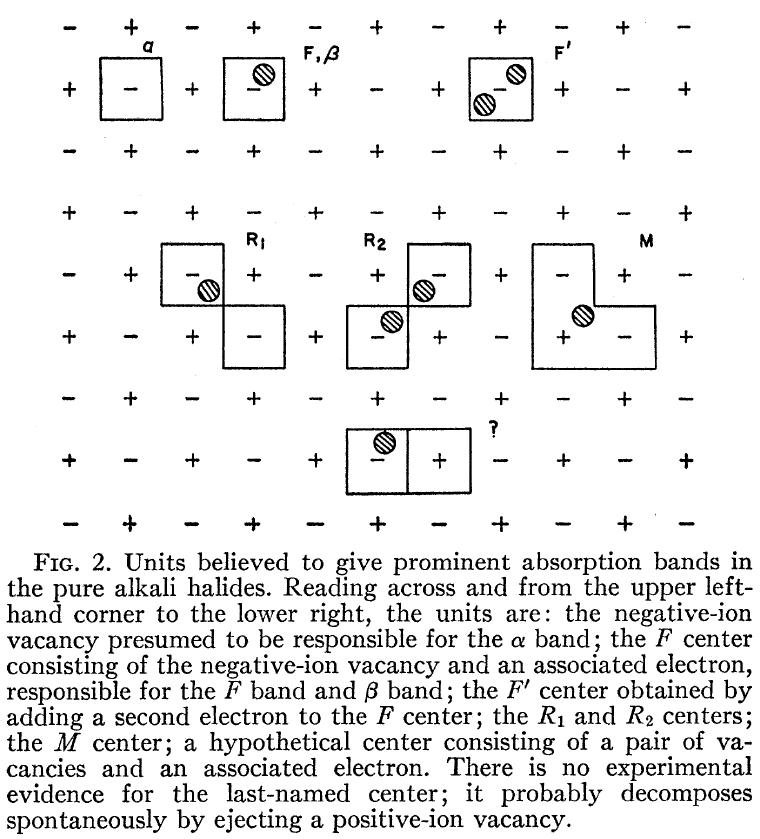 − + − + − + − + − + −
α F,β F′
+ − + − + − + − + − +
− + − + − + − + − + −
+ − + − + − + − + − +
R₁ R₂ M
− + − + − + − + − + −
+ − + − + − + − + − +
− + − + − + − + − + −
?
+ − + − + − + − + − +
− + − + − + − + − + −
FIG. 2. Units believed to give prominent absorption bands in
the pure alkali halides. Reading across and from the upper left-
hand corner to the lower right, the units are: the negative-ion
vacancy presumed to be responsible for the α band; the F center
consisting of the negative-ion vacancy and an associated electron,
responsible for the F band and β band; the F′ center obtained by
adding a second electron to the F center; the R₁ and R₂ centers;
the M center; a hypothetical center consisting of a pair of va-
cancies and an associated electron. There is no experimental
evidence for the last-named center; it probably decomposes
spontaneously by ejecting a positive-ion vacancy.